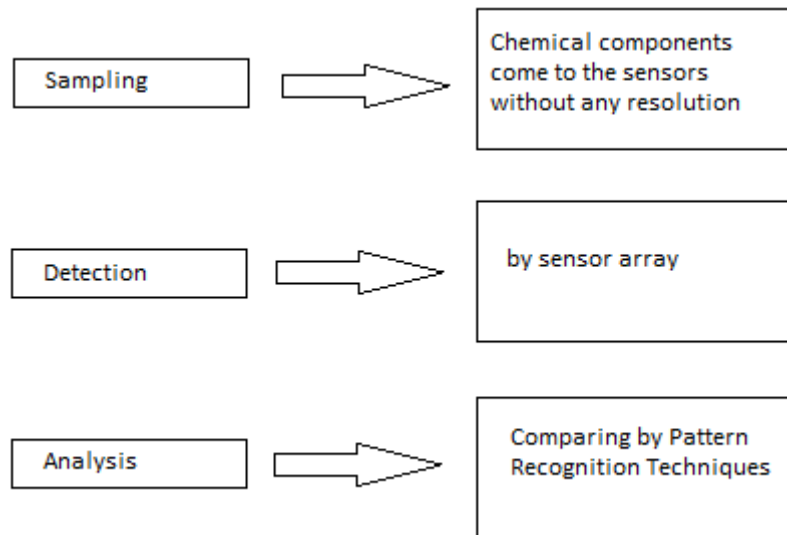 Sampling
Chemical components
come to the sensors
without any resolution
Detection
by sensor array
Analysis
Comparing by Pattern
Recognition Techniques